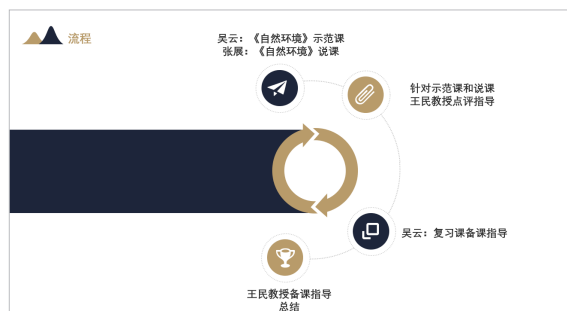 流程
吴云：《自然环境》示范课
张展：《自然环境》说课
针对示范课和说课
王民教授点评指导
吴云：复习课备课指导
王民教授备课指导
总结